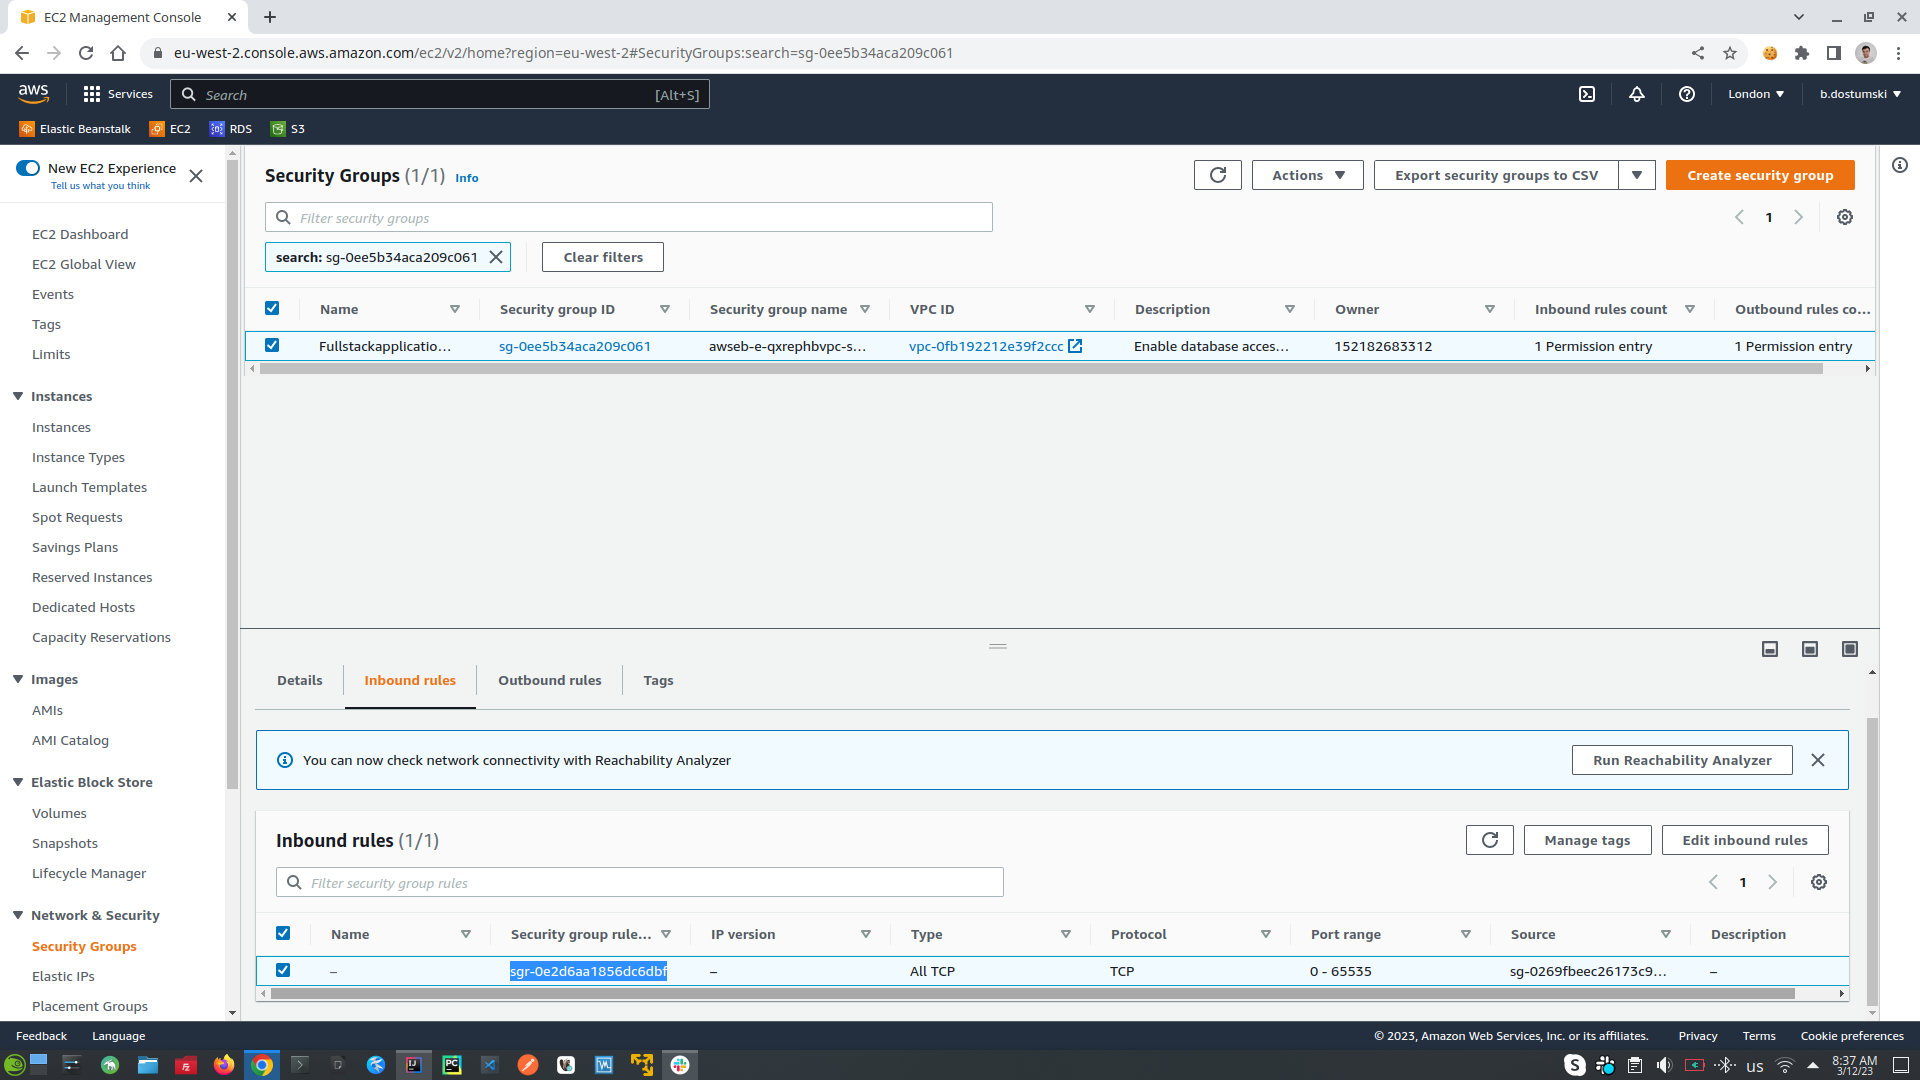 EC2 Management Console
eu-west-2.console.aws.amazon.com/ec2/v2/home?region=eu-west-2#SecurityGroups:search=sg-0ee5b34aca209c061
aws
Services
Search
[Alt+S]
London
b.dostumski
Elastic Beanstalk
EC2
RDS
S3
New EC2 Experience
Tell us what you think
EC2 Dashboard
EC2 Global View
Events
Tags
Limits
Instances
Instances
Instance Types
Launch Templates
Spot Requests
Savings Plans
Reserved Instances
Dedicated Hosts
Capacity Reservations
Images
AMIs
AMI Catalog
Elastic Block Store
Volumes
Snapshots
Lifecycle Manager
Network & Security
Security Groups
Elastic IPs
Placement Groups
Security Groups (1/1) Info
Actions
Export security groups to CSV
Create security group
Filter security groups
1
search: sg-0ee5b34aca209c061
Clear filters
Name Security group ID Security group name VPC ID Description Owner Inbound rules count Outbound rules co...
Fullstackapplicatio... sg-0ee5b34aca209c061 awseb-e-qxrephbvpc-s... vpc-0fb192212e39f2ccc Enable database acces... 152182683312 1 Permission entry 1 Permission entry
Details
Inbound rules
Outbound rules
Tags
You can now check network connectivity with Reachability Analyzer
Run Reachability Analyzer
Inbound rules (1/1)
Manage tags
Edit inbound rules
Filter security group rules
1
Name Security group rule... IP version Type Protocol Port range Source Description
– sgr-0e2d6aa1856dc6dbf – All TCP TCP 0 - 65535 sg-0269fbeec26173c9... –
Feedback
Language
© 2023, Amazon Web Services, Inc. or its affiliates.
Privacy
Terms
Cookie preferences
us
8:37 AM
3/12/23